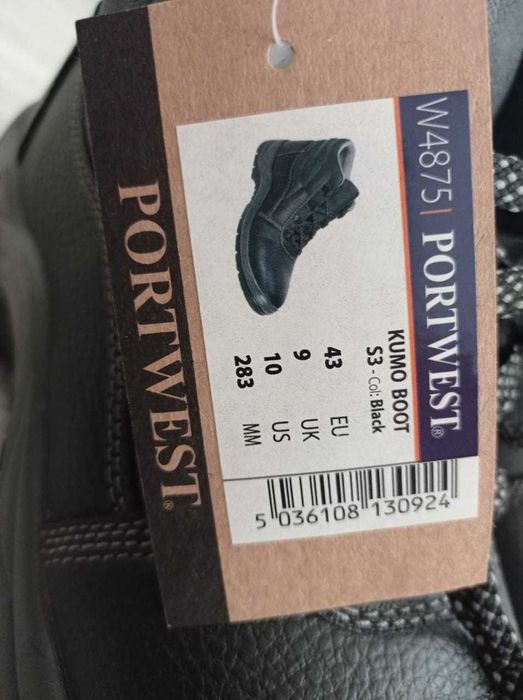 PORTWEST®
W4875 | PORTWEST®
KUMO BOOT
S3 - Col: Black
43 EU
9 UK
10 US
283 MM
5 036108 130924